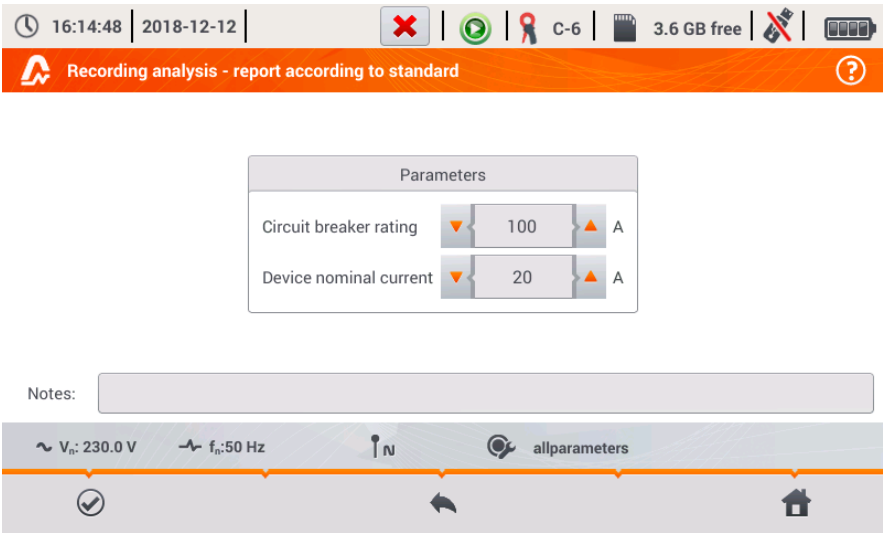 16:14:48 2018-12-12 C-6 3.6 GB free
Recording analysis - report according to standard ?
Parameters
Circuit breaker rating 100 A
Device nominal current 20 A
Notes:
Vn: 230.0 V fn:50 Hz N allparameters